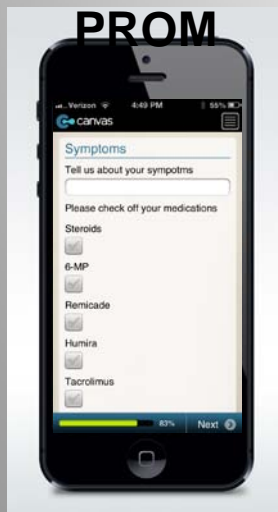 PROM
Verizon 4:49 PM 55%
canvas
Symptoms
Tell us about your sympotms
Please check off your medications
Steroids
6-MP
Remicade
Humira
Tacrolimus
83% Next